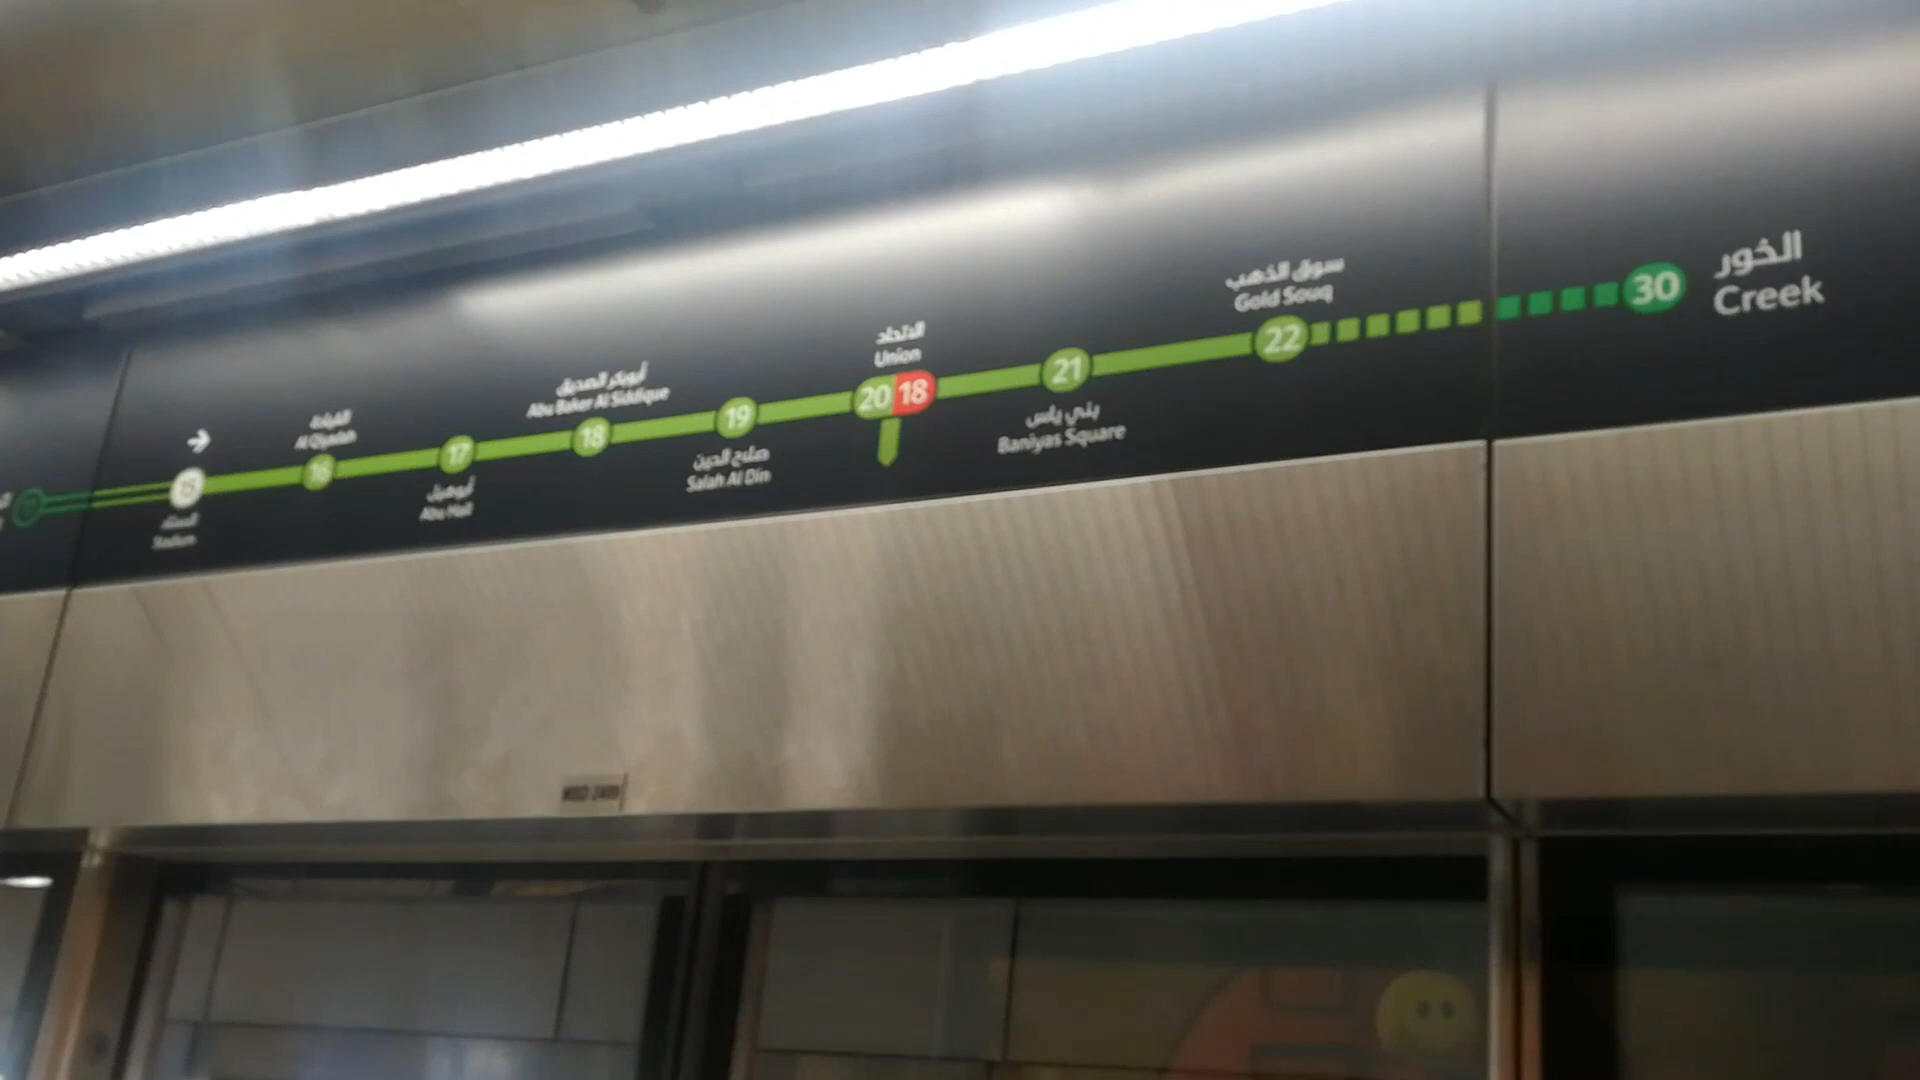 15
الستاد
Stadium
القيادة
Al Qiyadah
16
17
أبوهيل
Abu Hail
أبوبكر الصديق
Abu Baker Al Siddique
18
19
صلاح الدين
Salah Al Din
الاتحاد
Union
20 18
21
بني ياس
Baniyas Square
سوق الذهب
Gold Souq
22
30
الخور
Creek